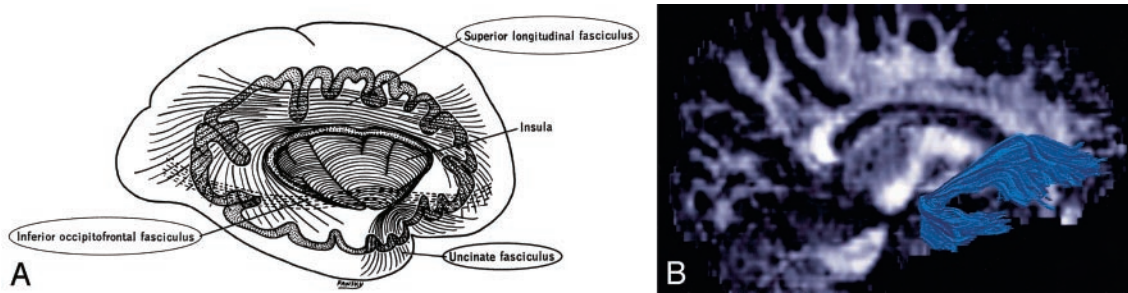 Superior longitudinal fasciculus
Insula
Inferior occipitofrontal fasciculus
Uncinate fasciculus
A
B